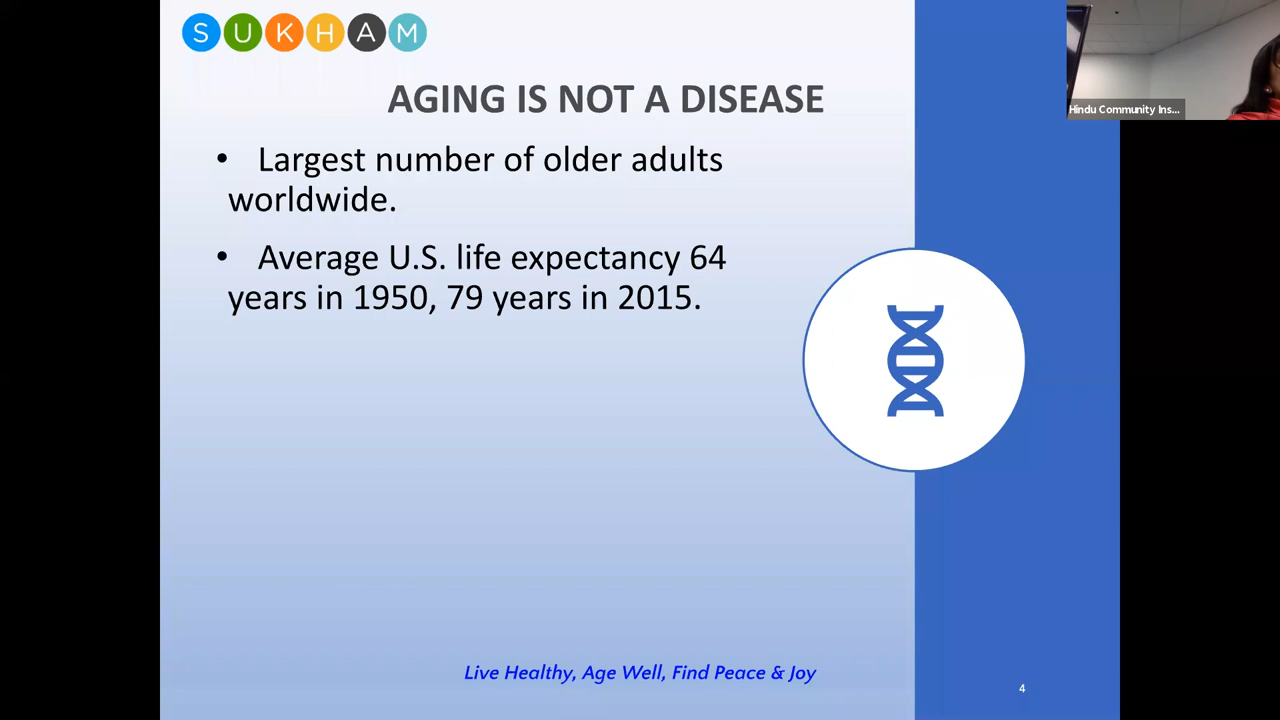 SUKHAM
Hindu Community Ins...
AGING IS NOT A DISEASE
• Largest number of older adults
worldwide.
• Average U.S. life expectancy 64
years in 1950, 79 years in 2015.
Live Healthy, Age Well, Find Peace & Joy
4